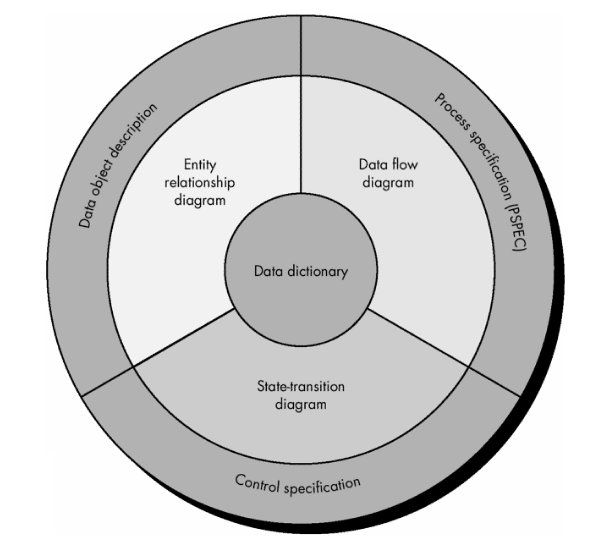 Data object description
Process specification (PSPEC)
Entity
relationship
diagram
Data flow
diagram
Data dictionary
State-transition
diagram
Control specification